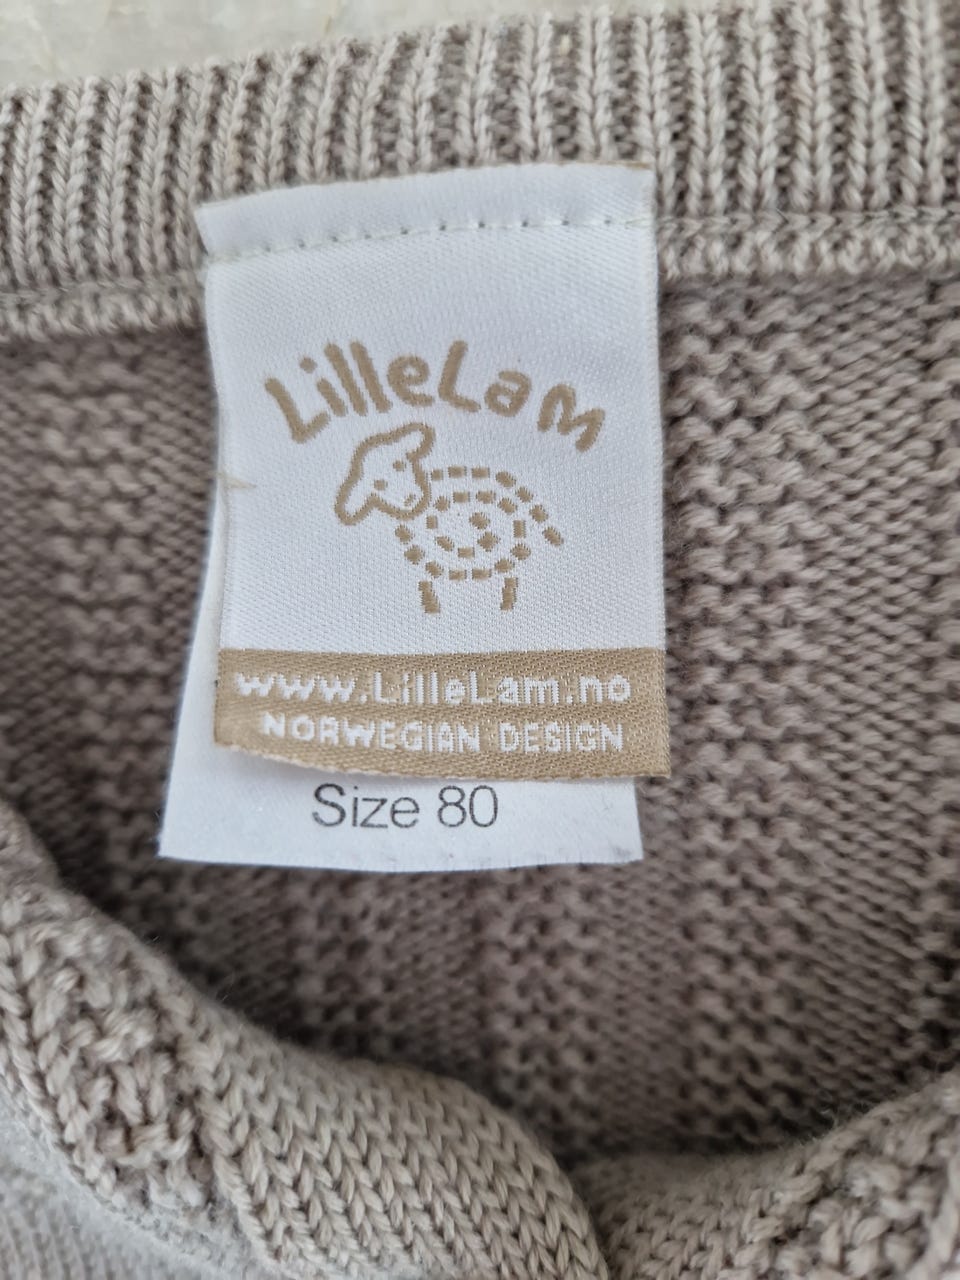 LilleLam
www.LilleLam.no
NORWEGIAN DESIGN
Size 80